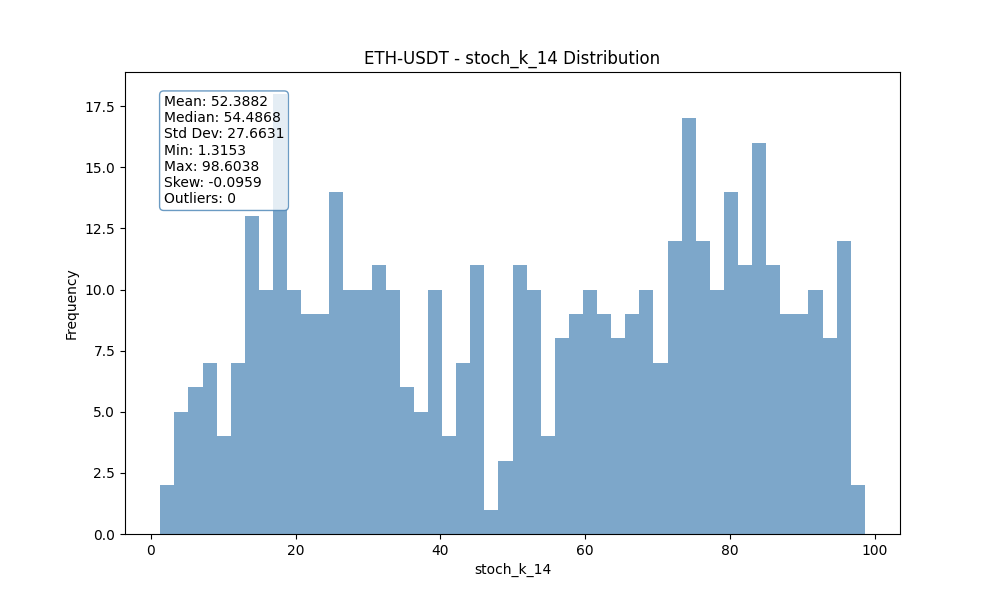 ETH-USDT - stoch_k_14 Distribution
Mean: 52.3882
Median: 54.4868
Std Dev: 27.6631
Min: 1.3153
Max: 98.6038
Skew: -0.0959
Outliers: 0
17.5
15.0
12.5
10.0
7.5
5.0
2.5
0.0
Frequency
0 20 40 60 80 100
stoch_k_14